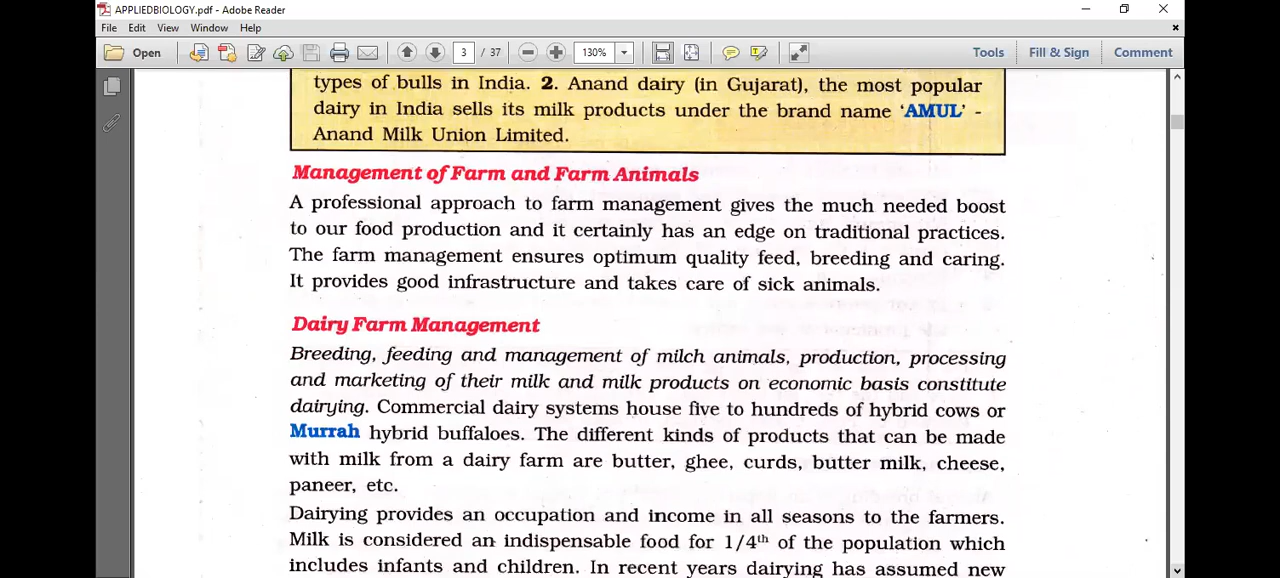 APPLIEDBIOLOGY.pdf - Adobe Reader
File Edit View Window Help
Open 3 / 37 130% Tools Fill & Sign Comment
types of bulls in India. 2. Anand dairy (in Gujarat), the most popular
dairy in India sells its milk products under the brand name ‘AMUL’ -
Anand Milk Union Limited.
Management of Farm and Farm Animals
A professional approach to farm management gives the much needed boost
to our food production and it certainly has an edge on traditional practices.
The farm management ensures optimum quality feed, breeding and caring.
It provides good infrastructure and takes care of sick animals.
Dairy Farm Management
Breeding, feeding and management of milch animals, production, processing
and marketing of their milk and milk products on economic basis constitute
dairying. Commercial dairy systems house five to hundreds of hybrid cows or
Murrah hybrid buffaloes. The different kinds of products that can be made
with milk from a dairy farm are butter, ghee, curds, butter milk, cheese,
paneer, etc.
Dairying provides an occupation and income in all seasons to the farmers.
Milk is considered an indispensable food for 1/4th of the population which
includes infants and children. In recent years dairying has assumed new